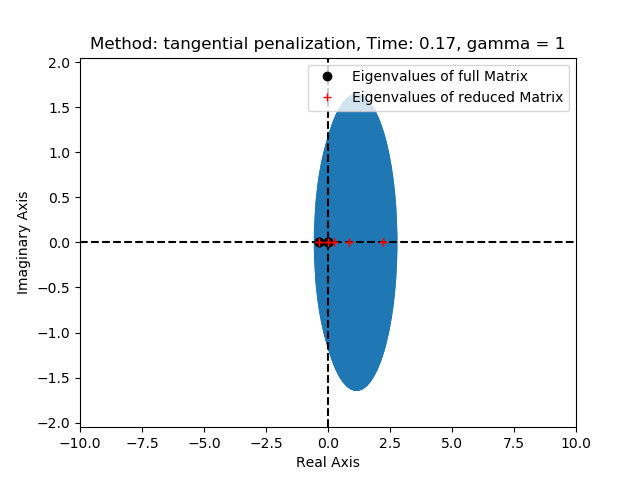 Method: tangential penalization, Time: 0.17, gamma = 1
Eigenvalues of full Matrix
Eigenvalues of reduced Matrix
2.0
1.5
1.0
0.5
0.0
−0.5
−1.0
−1.5
−2.0
Imaginary Axis
−10.0 −7.5 −5.0 −2.5 0.0 2.5 5.0 7.5 10.0
Real Axis